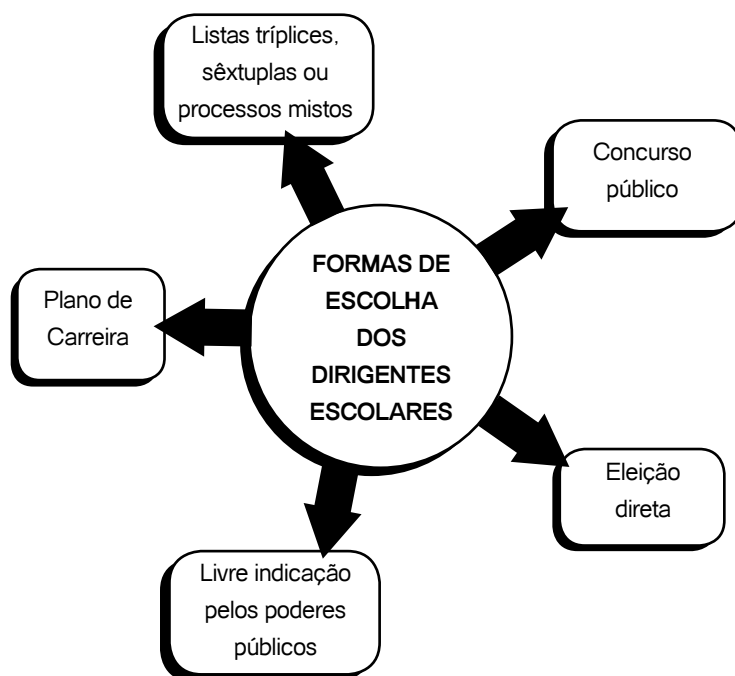 Listas tríplices,
sêxtuplas ou
processos mistos
Concurso
público
FORMAS DE
ESCOLHA
DOS
DIRIGENTES
ESCOLARES
Plano de
Carreira
Eleição
direta
Livre indicação
pelos poderes
públicos